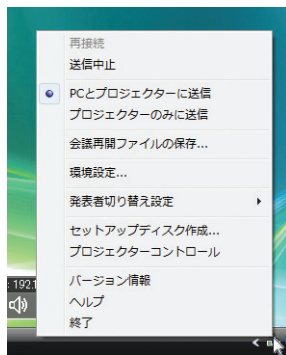 再接続
送信中止
PCとプロジェクターに送信
プロジェクターのみに送信
会議再開ファイルの保存...
環境設定...
発表者切り替え設定
セットアップディスク作成...
プロジェクターコントロール
バージョン情報
ヘルプ
終了
: 192.1